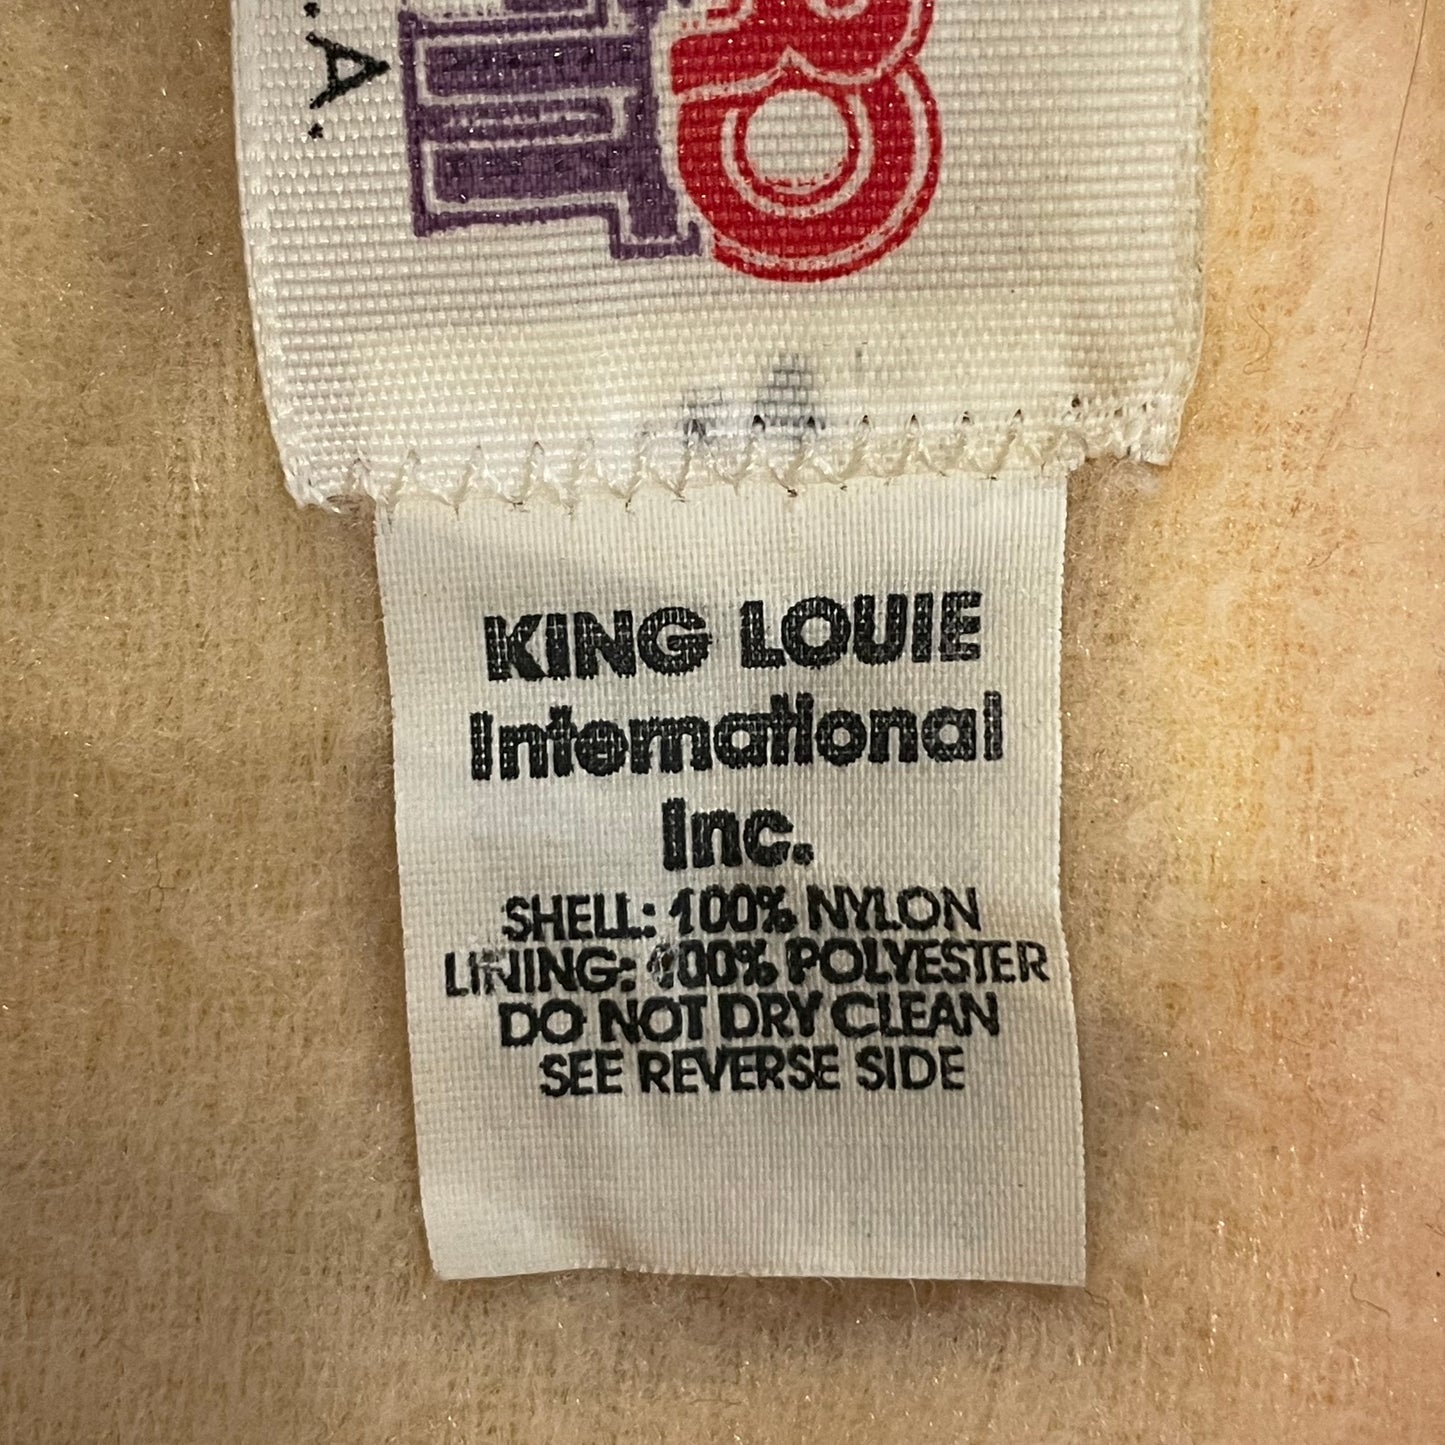 .A.
KING LOUIE
International
Inc.
SHELL: 100% NYLON
LINING: 100% POLYESTER
DO NOT DRY CLEAN
SEE REVERSE SIDE